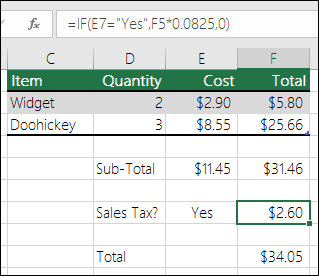 fx =IF(E7="Yes",F5*0.0825,0)
C D E F
Item Quantity Cost Total
Widget 2 $2.90 $5.80
Doohickey 3 $8.55 $25.66
Sub-Total $11.45 $31.46
Sales Tax? Yes $2.60
Total $34.05